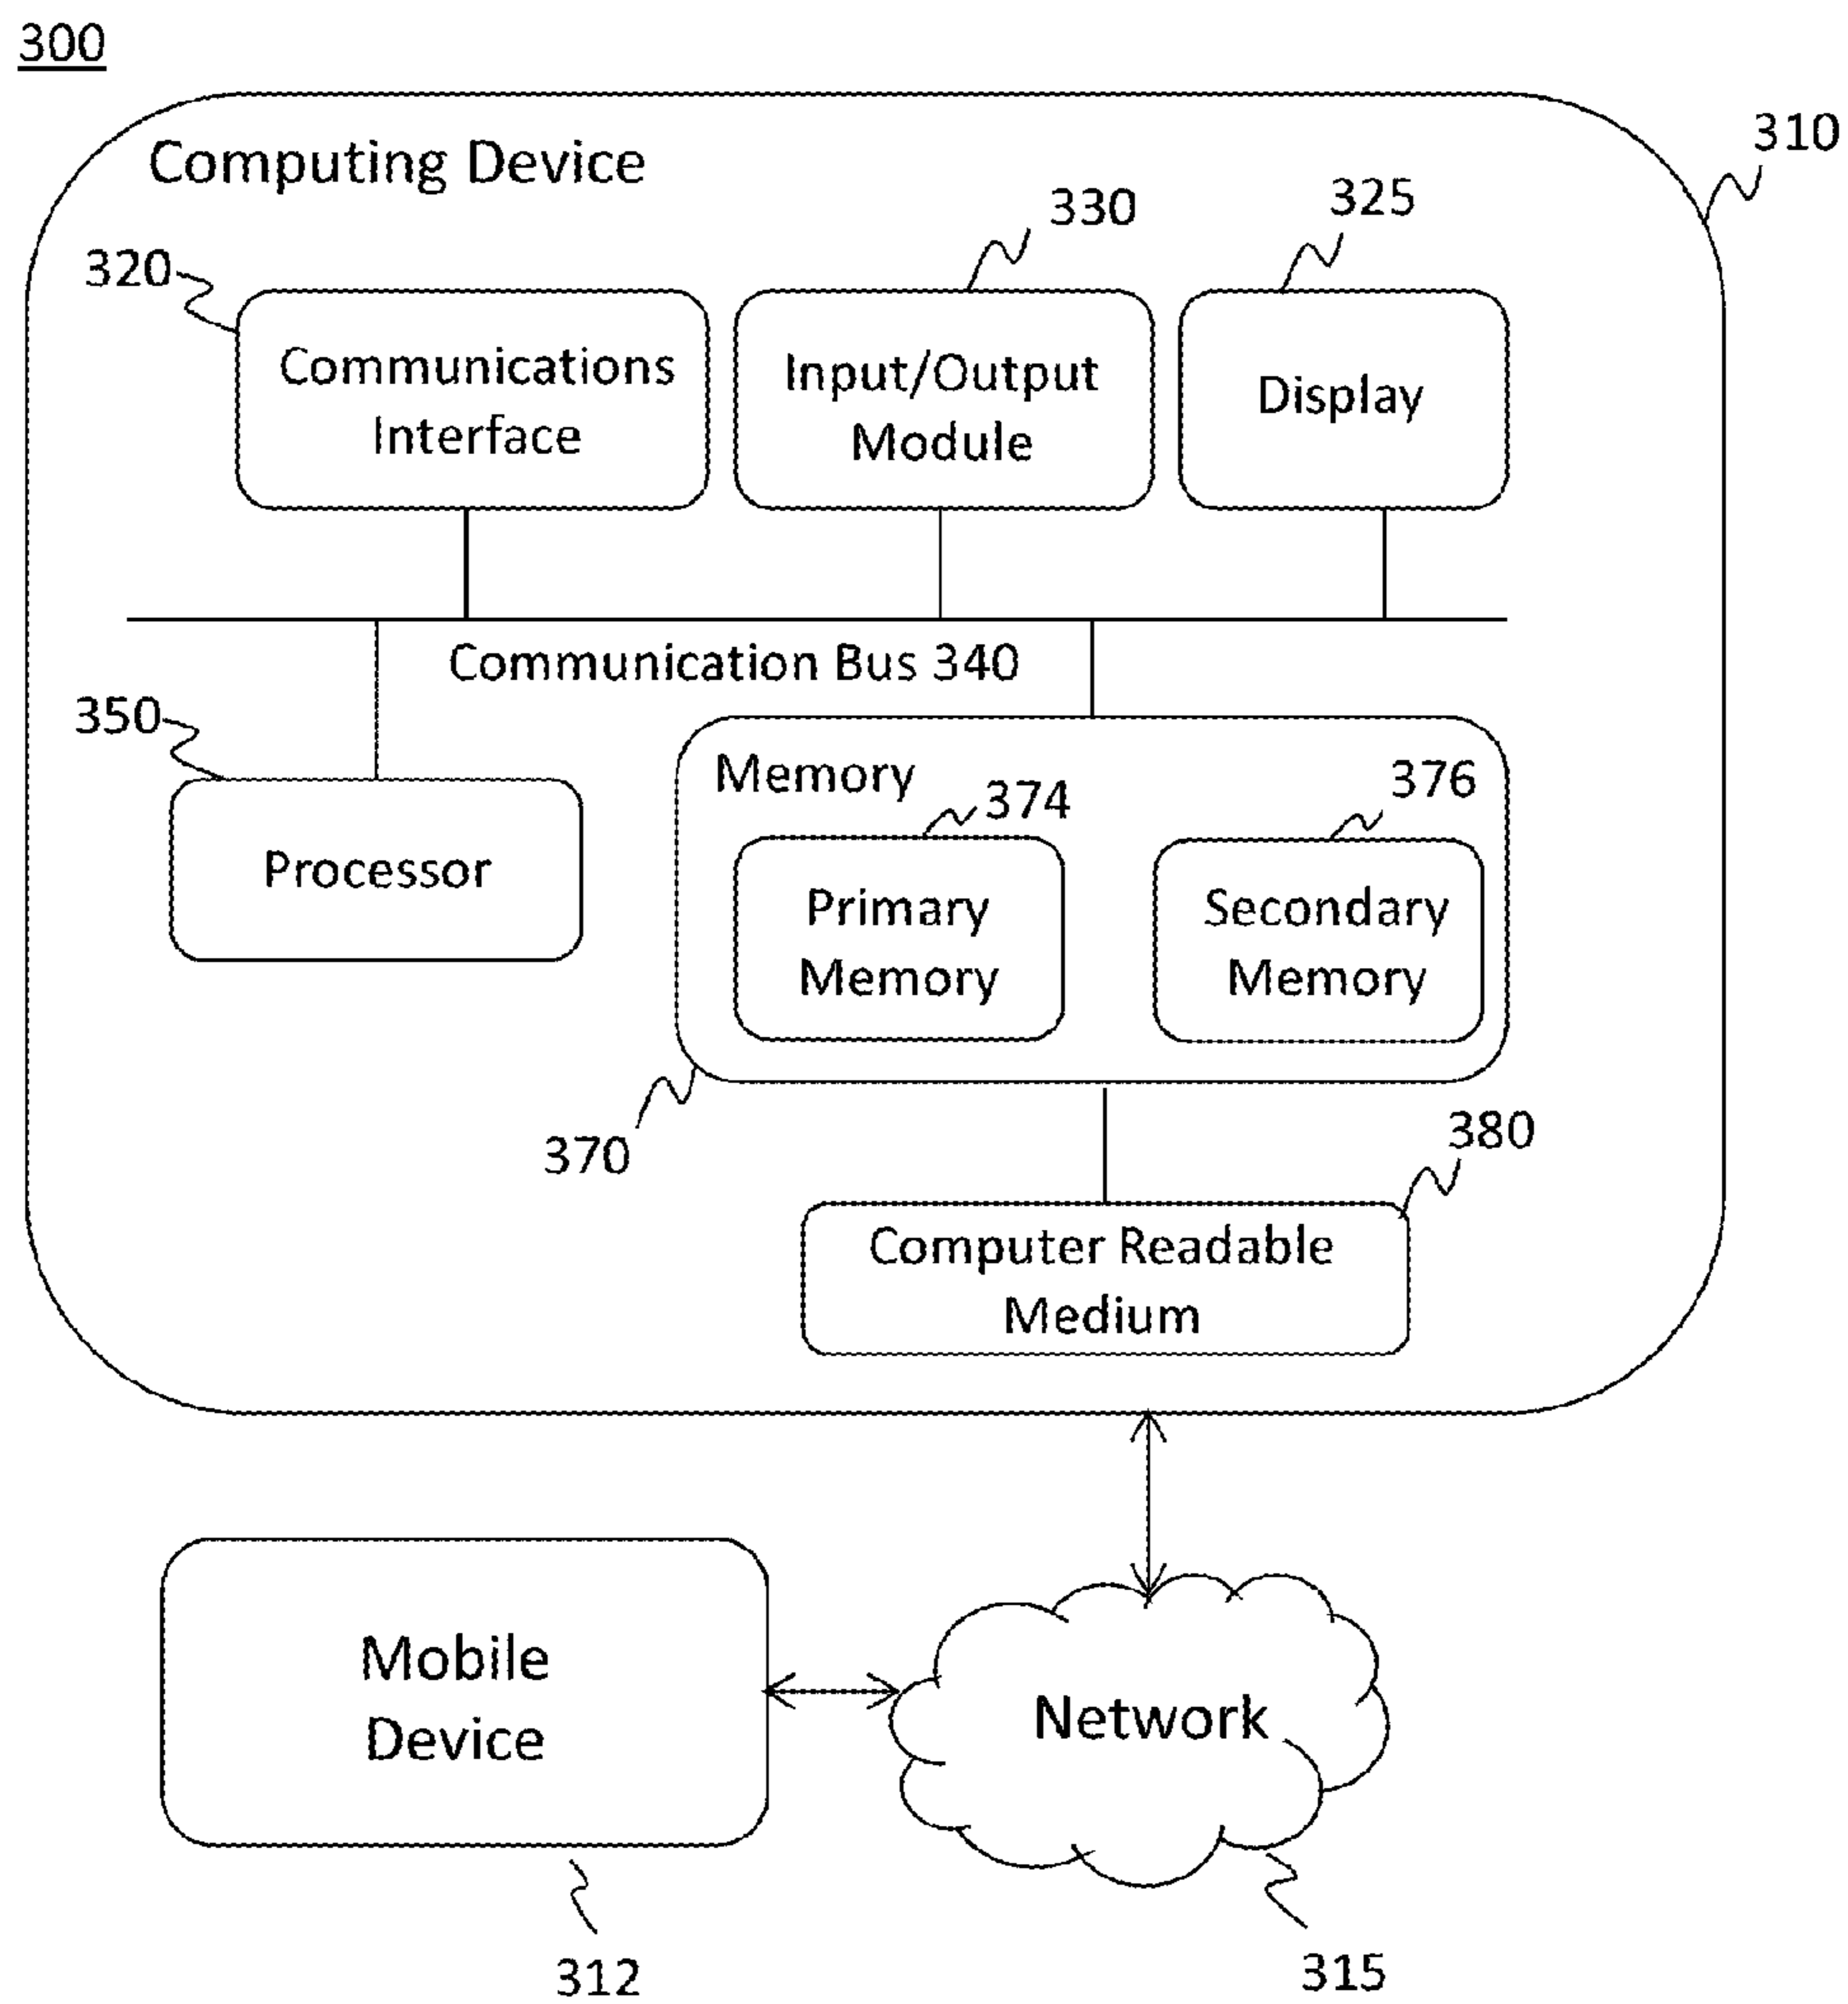 300
310
Computing Device
330
325
320
Communications
Interface
Input/Output
Module
Display
Communication Bus 340
350
Memory
374
376
Processor
Primary
Memory
Secondary
Memory
370
380
Computer Readable
Medium
Mobile
Device
Network
312
315